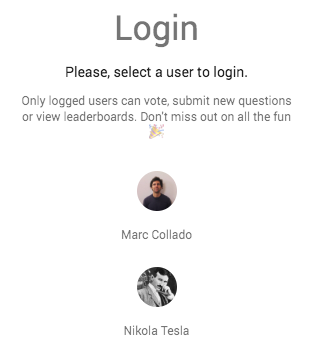 Login
Please, select a user to login.
Only logged users can vote, submit new questions
or view leaderboards. Don't miss out on all the fun
🎉
Marc Collado
Nikola Tesla